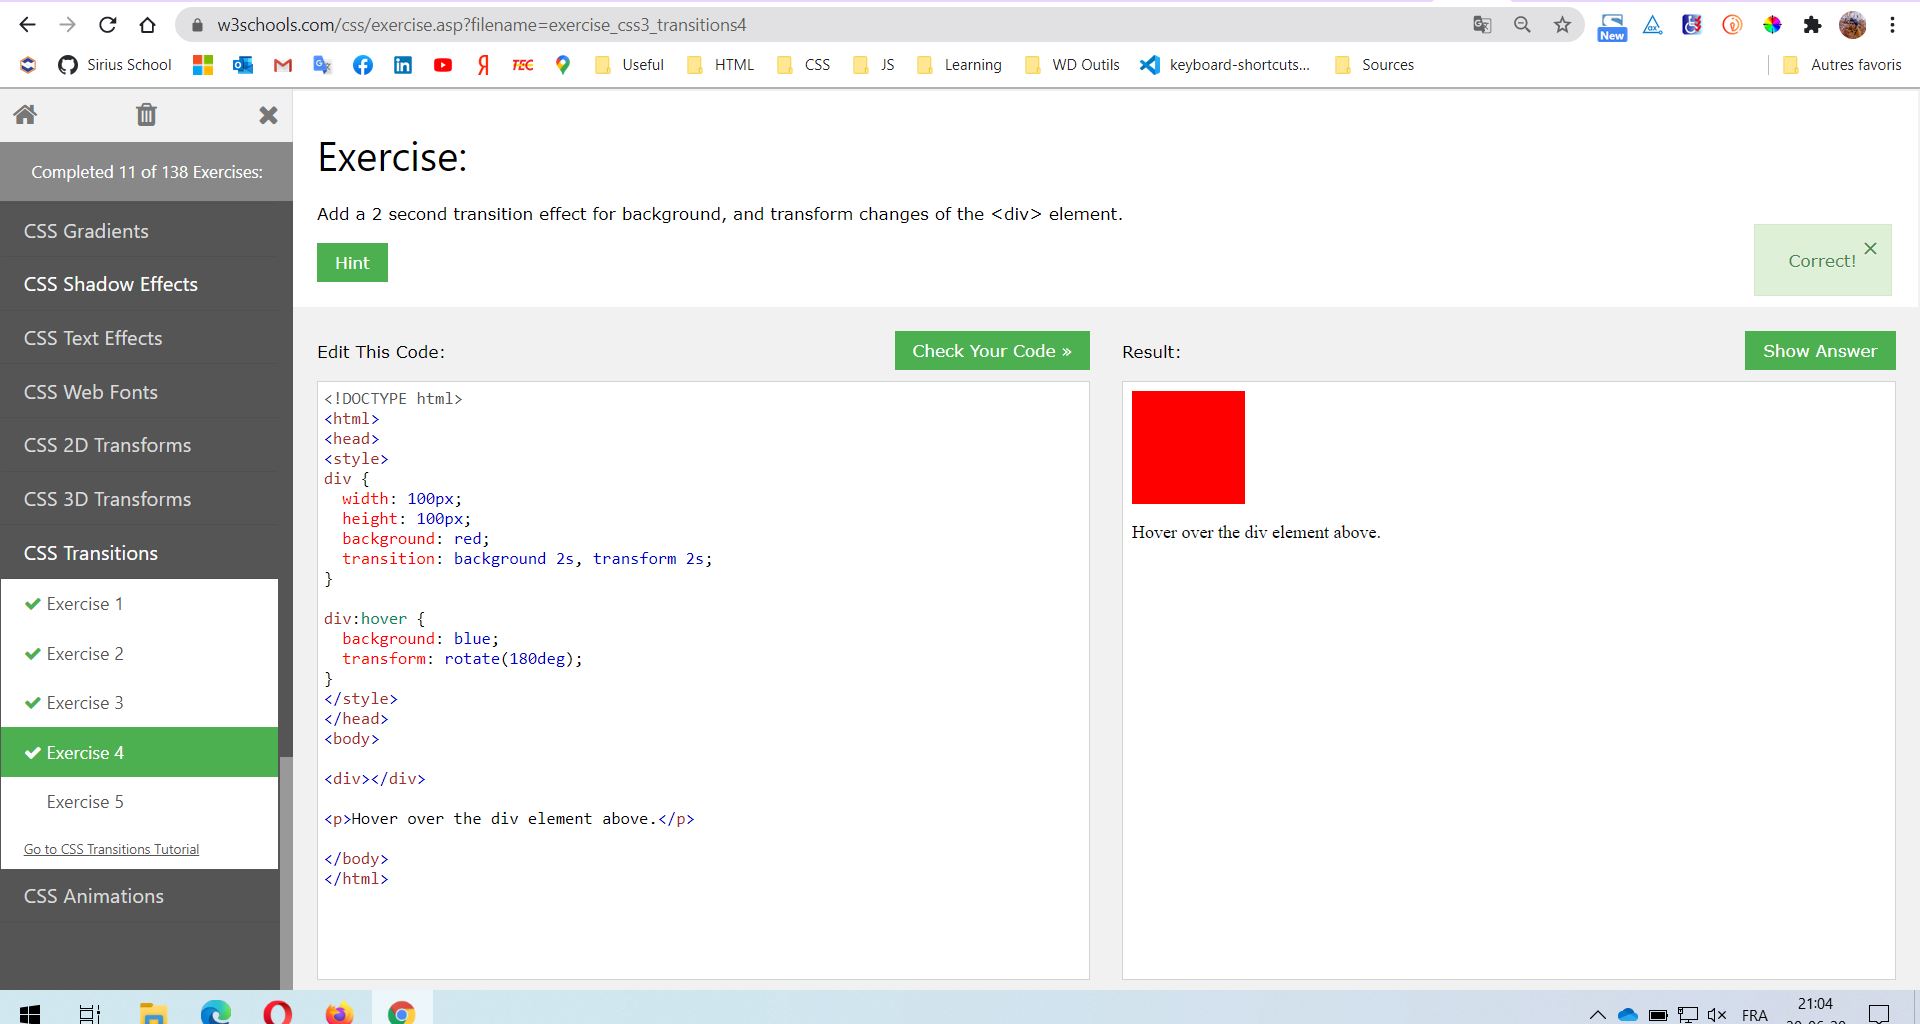 w3schools.com/css/exercise.asp?filename=exercise_css3_transitions4
New
Sirius School
TEC
Useful
HTML
CSS
JS
Learning
WD Outils
keyboard-shortcuts...
Sources
Autres favoris
Completed 11 of 138 Exercises:
CSS Gradients
CSS Shadow Effects
CSS Text Effects
CSS Web Fonts
CSS 2D Transforms
CSS 3D Transforms
CSS Transitions
Exercise 1
Exercise 2
Exercise 3
Exercise 4
Exercise 5
Go to CSS Transitions Tutorial
CSS Animations
Exercise:
Add a 2 second transition effect for background, and transform changes of the <div> element.
Hint
Correct!
Edit This Code:
Check Your Code »
<!DOCTYPE html>
<html>
<head>
<style>
div {
  width: 100px;
  height: 100px;
  background: red;
  transition: background 2s, transform 2s;
}
div:hover {
  background: blue;
  transform: rotate(180deg);
}
</style>
</head>
<body>
<div></div>
<p>Hover over the div element above.</p>
</body>
</html>
Result:
Show Answer
Hover over the div element above.
FRA
21:04